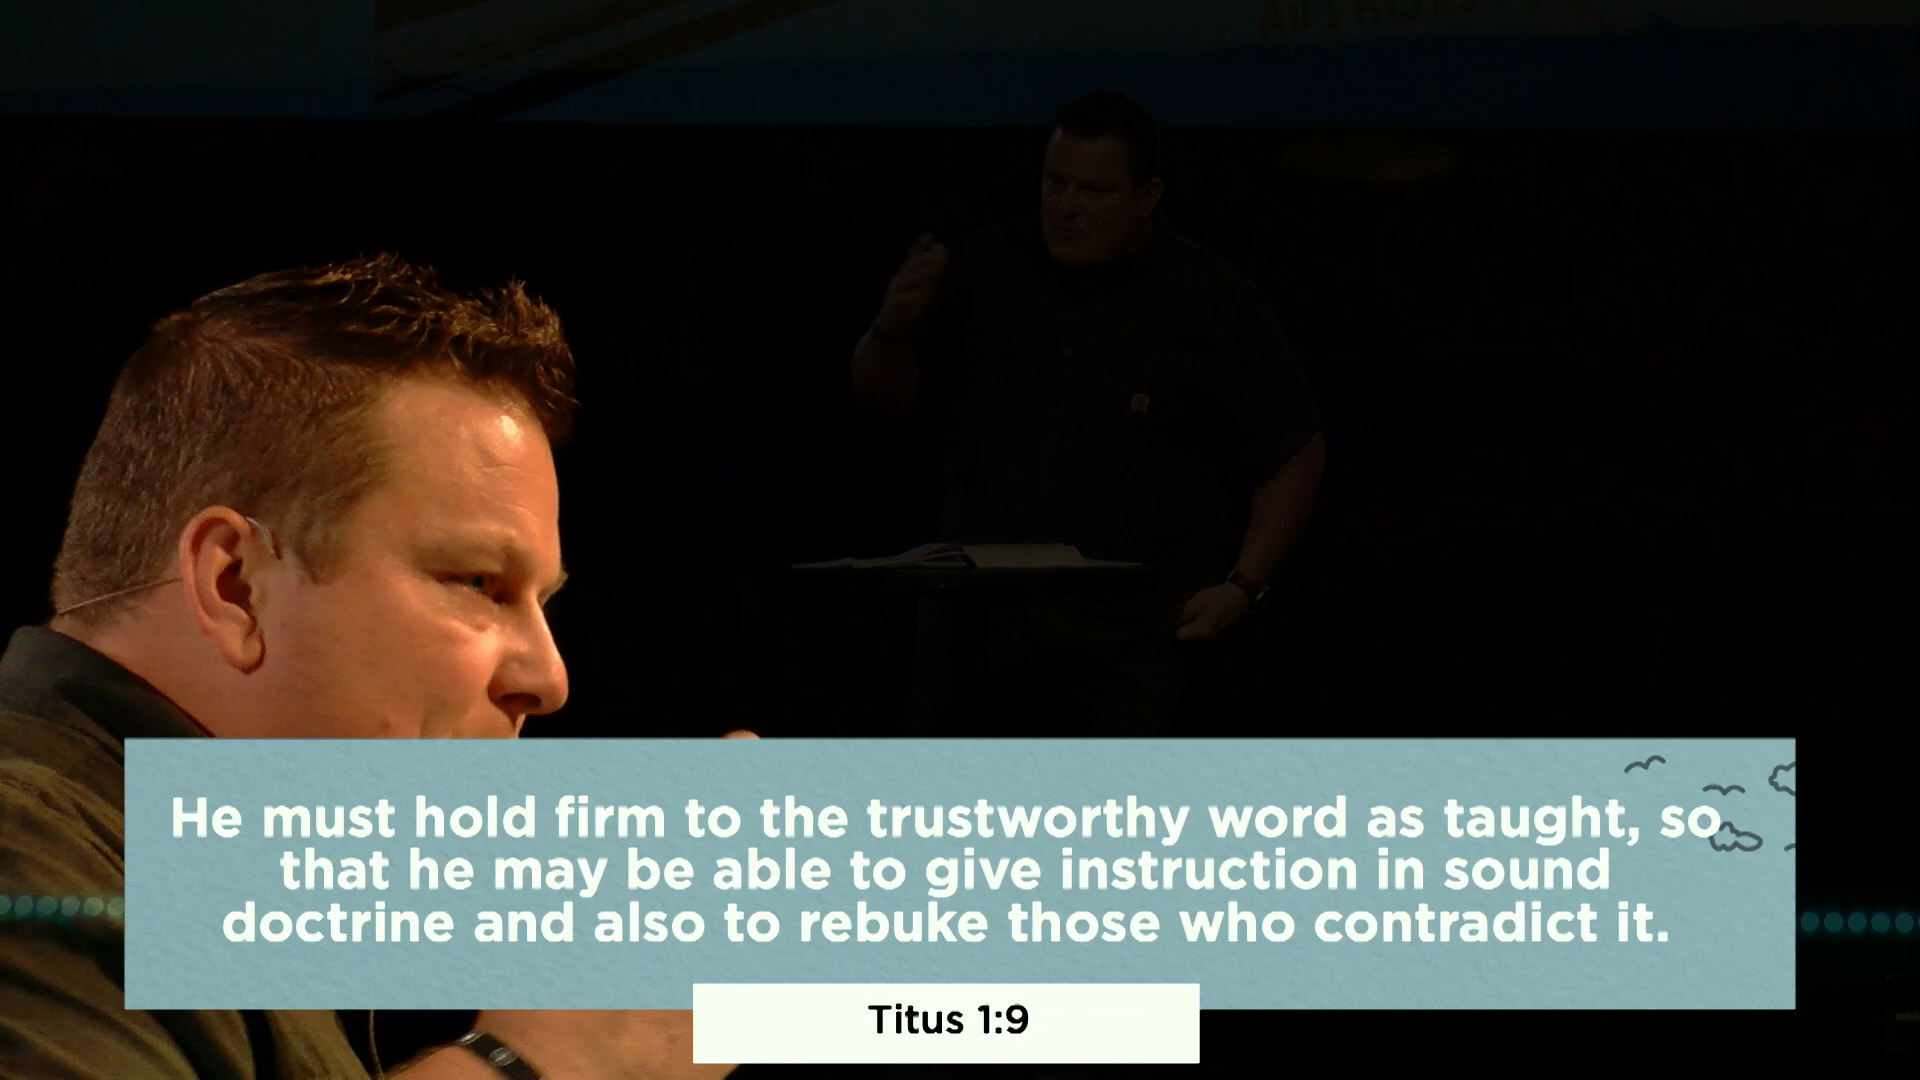 AUTHORITY
He must hold firm to the trustworthy word as taught, so
that he may be able to give instruction in sound
doctrine and also to rebuke those who contradict it.
Titus 1:9